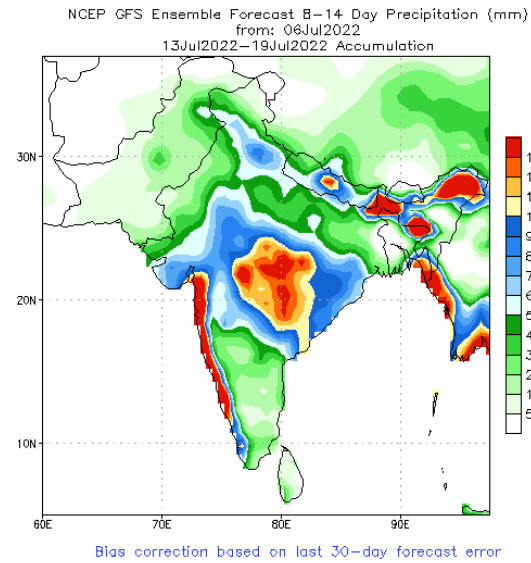 NCEP GFS Ensemble Forecast 8-14 Day Precipitation (mm)
from: 06Jul2022
13Jul2022-19Jul2022 Accumulation
30N
20N
10N
60E 70E 80E 90E
Bias correction based on last 30-day forecast error